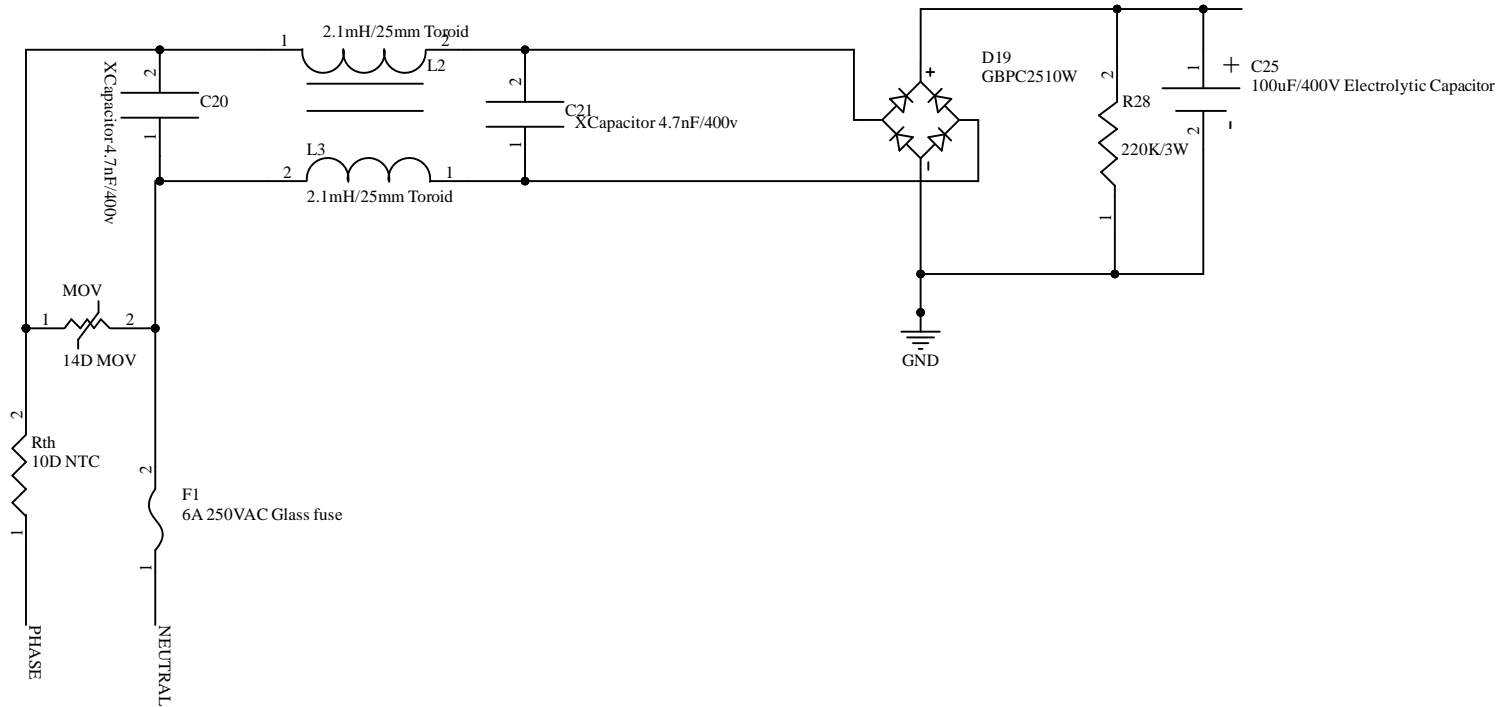 2.1mH/25mm Toroid
1
2
L2
XCapacitor 4.7nF/400v
2
C20
1
2
C21
XCapacitor 4.7nF/400v
1
L3
2
1
2.1mH/25mm Toroid
D19
GBPC2510W
+
-
2
R28
220K/3W
1
1
+
C25
100uF/400V Electrolytic Capacitor
2
-
GND
MOV
1
2
14D MOV
2
Rth
10D NTC
1
2
F1
6A 250VAC Glass fuse
1
PHASE
NEUTRAL